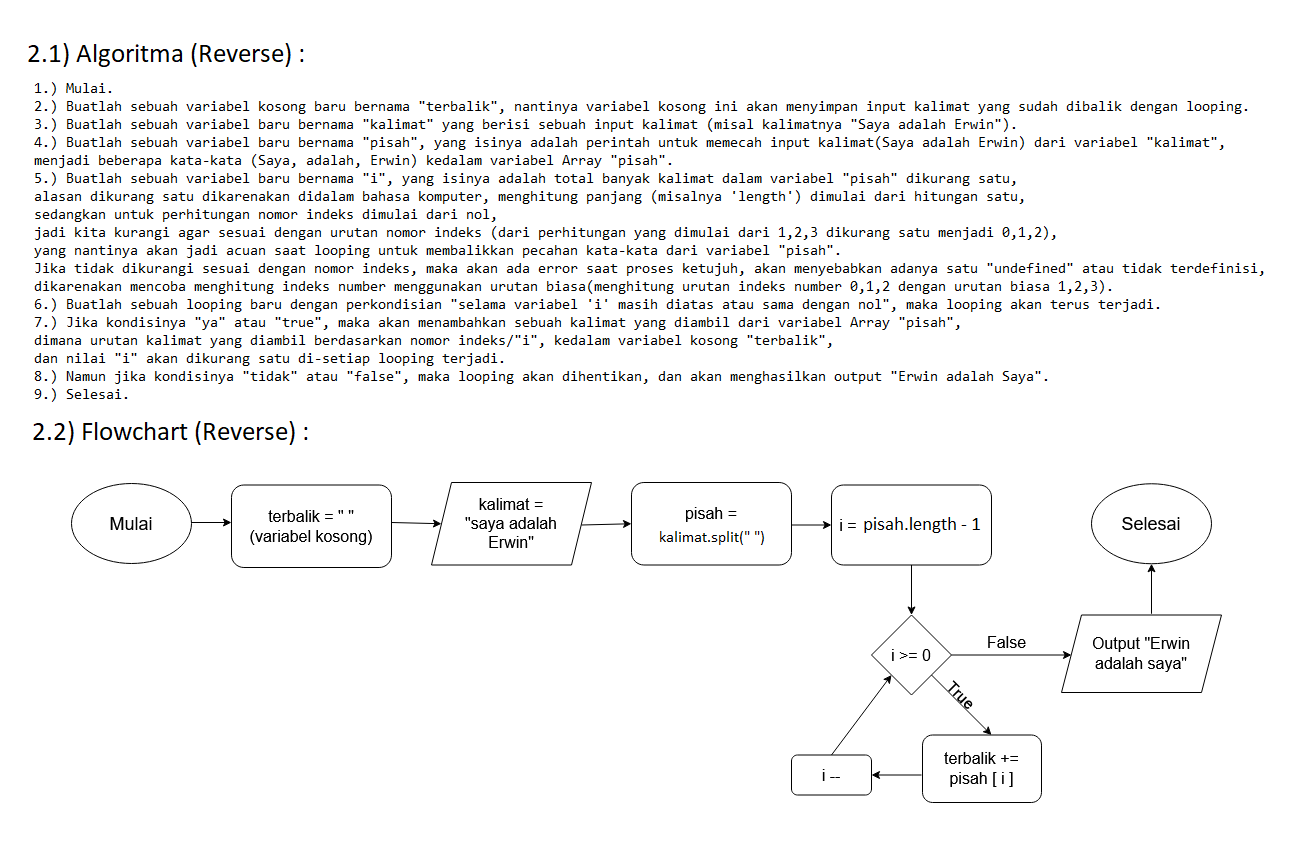 2.1) Algoritma (Reverse) :
1.) Mulai.
2.) Buatlah sebuah variabel kosong baru bernama "terbalik", nantinya variabel kosong ini akan menyimpan input kalimat yang sudah dibalik dengan looping.
3.) Buatlah sebuah variabel baru bernama "kalimat" yang berisi sebuah input kalimat (misal kalimatnya "Saya adalah Erwin").
4.) Buatlah sebuah variabel baru bernama "pisah", yang isinya adalah perintah untuk memecah input kalimat(Saya adalah Erwin) dari variabel "kalimat",
menjadi beberapa kata-kata (Saya, adalah, Erwin) kedalam variabel Array "pisah".
5.) Buatlah sebuah variabel baru bernama "i", yang isinya adalah total banyak kalimat dalam variabel "pisah" dikurang satu,
alasan dikurang satu dikarenakan didalam bahasa komputer, menghitung panjang (misalnya 'length') dimulai dari hitungan satu,
sedangkan untuk perhitungan nomor indeks dimulai dari nol,
jadi kita kurangi agar sesuai dengan urutan nomor indeks (dari perhitungan yang dimulai dari 1,2,3 dikurang satu menjadi 0,1,2),
yang nantinya akan jadi acuan saat looping untuk membalikkan pecahan kata-kata dari variabel "pisah".
Jika tidak dikurangi sesuai dengan nomor indeks, maka akan ada error saat proses ketujuh, akan menyebabkan adanya satu "undefined" atau tidak terdefinisi,
dikarenakan mencoba menghitung indeks number menggunakan urutan biasa(menghitung urutan indeks number 0,1,2 dengan urutan biasa 1,2,3).
6.) Buatlah sebuah looping baru dengan perkondisian "selama variabel 'i' masih diatas atau sama dengan nol", maka looping akan terus terjadi.
7.) Jika kondisinya "ya" atau "true", maka akan menambahkan sebuah kalimat yang diambil dari variabel Array "pisah",
dimana urutan kalimat yang diambil berdasarkan nomor indeks/"i", kedalam variabel kosong "terbalik",
dan nilai "i" akan dikurang satu di-setiap looping terjadi.
8.) Namun jika kondisinya "tidak" atau "false", maka looping akan dihentikan, dan akan menghasilkan output "Erwin adalah Saya".
9.) Selesai.
2.2) Flowchart (Reverse) :
Mulai
terbalik = " "
(variabel kosong)
kalimat =
"saya adalah
Erwin"
pisah =
kalimat.split(" ")
i = pisah.length - 1
Selesai
i >= 0
False
Output "Erwin
adalah saya"
True
terbalik +=
pisah [ i ]
i --